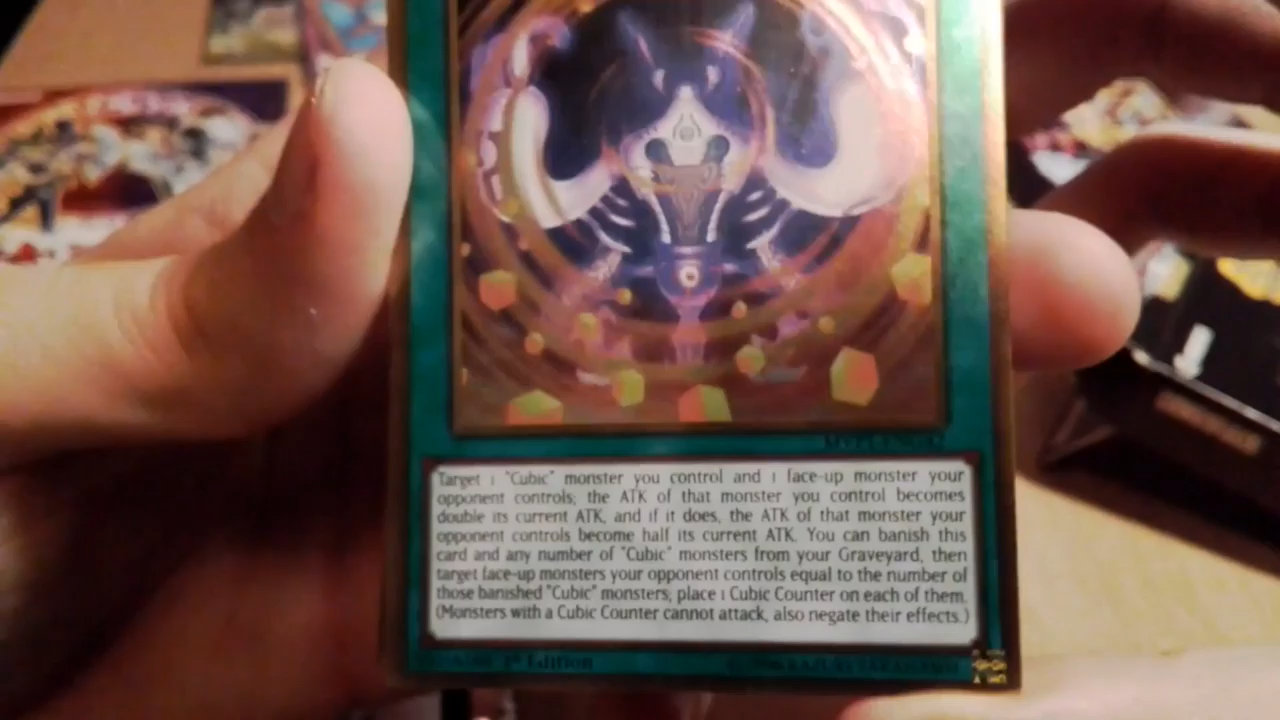 Target 1 "Cubic" monster you control and 1 face-up monster your
opponent controls; the ATK of that monster you control becomes
double its current ATK, and if it does, the ATK of that monster your
opponent controls become half its current ATK. You can banish this
card and any number of "Cubic" monsters from your Graveyard, then
target face-up monsters your opponent controls equal to the number of
those banished "Cubic" monsters; place 1 Cubic Counter on each of them.
(Monsters with a Cubic Counter cannot attack, also negate their effects.)
1st Edition